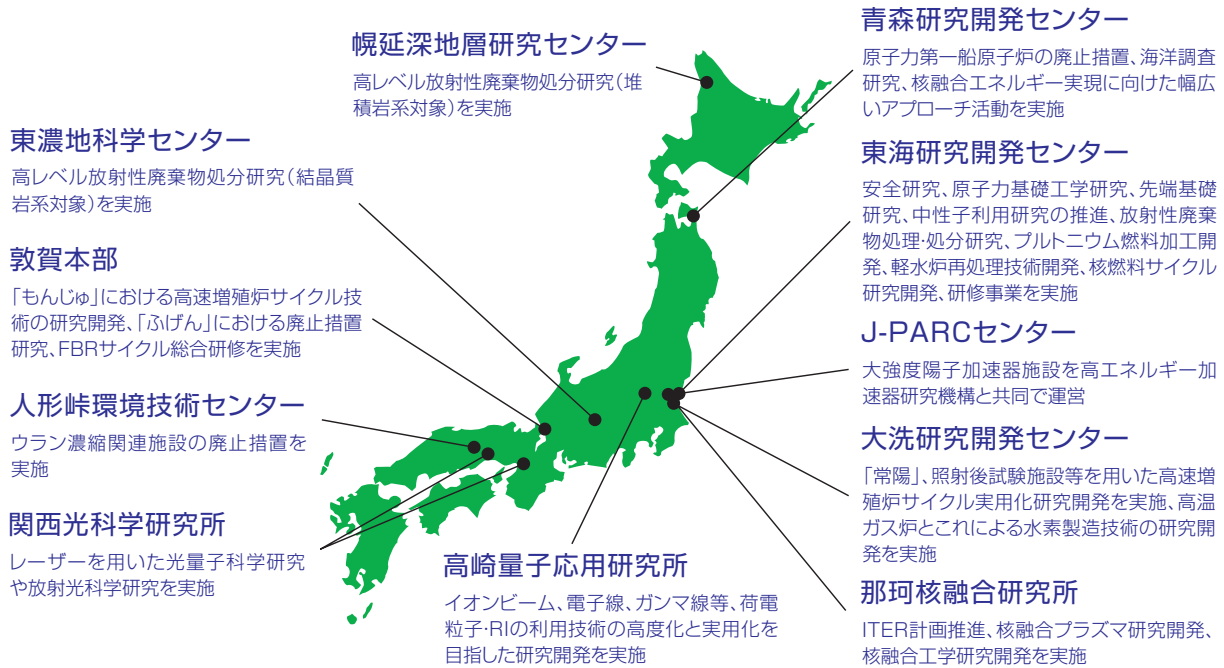 幌延深地層研究センター
高レベル放射性廃棄物処分研究(堆
積岩系対象)を実施
東濃地科学センター
高レベル放射性廃棄物処分研究(結晶質
岩系対象)を実施
敦賀本部
「もんじゅ」における高速増殖炉サイクル技
術の研究開発、「ふげん」における廃止措置
研究、FBRサイクル総合研修を実施
人形峠環境技術センター
ウラン濃縮関連施設の廃止措置を
実施
関西光科学研究所
レーザーを用いた光量子科学研究
や放射光科学研究を実施
高崎量子応用研究所
イオンビーム、電子線、ガンマ線等、荷電
粒子・RIの利用技術の高度化と実用化を
目指した研究開発を実施
青森研究開発センター
原子力第一船原子炉の廃止措置、海洋調査
研究、核融合エネルギー実現に向けた幅広
いアプローチ活動を実施
東海研究開発センター
安全研究、原子力基礎工学研究、先端基礎
研究、中性子利用研究の推進、放射性廃棄
物処理・処分研究、プルトニウム燃料加工開
発、軽水炉再処理技術開発、核燃料サイクル
研究開発、研修事業を実施
J-PARCセンター
大強度陽子加速器施設を高エネルギー加
速器研究機構と共同で運営
大洗研究開発センター
「常陽」、照射後試験施設等を用いた高速増
殖炉サイクル実用化研究開発を実施、高温
ガス炉とこれによる水素製造技術の研究開
発を実施
那珂核融合研究所
ITER計画推進、核融合プラズマ研究開発、
核融合工学研究開発を実施